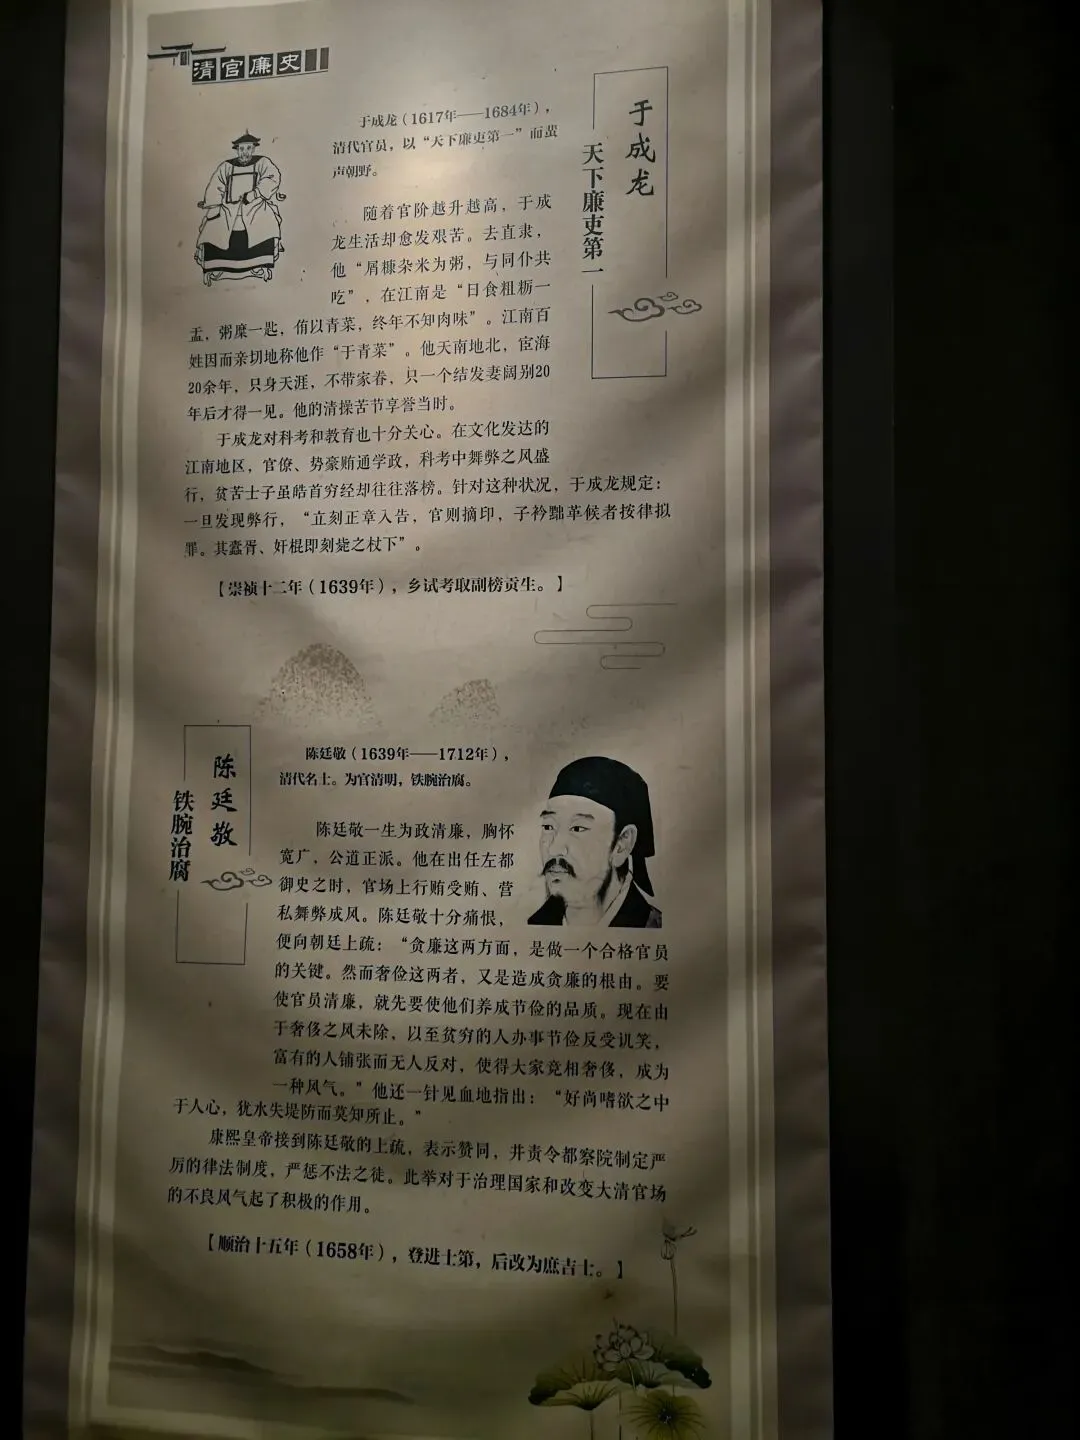 清官廉史
于成龙
天下廉吏第一
于成龙（1617年——1684年），
清代官员，以“天下廉吏第一”而蜚
声朝野。
随着官阶越升越高，于成
龙生活却愈发艰苦。去直隶，
他“屑糠杂米为粥，与同仆共
吃”，在江南是“日食粗粝一
盂，粥糜一匙，侑以青菜，终年不知肉味”。江南百
姓因而亲切地称他作“于青菜”。他天南地北，宦海
20余年，只身天涯，不带家眷，只一个结发妻阔别20
年后才得一见。他的清操苦节享誉当时。
于成龙对科考和教育也十分关心。在文化发达的
江南地区，官僚、势豪贿通学政，科考中舞弊之风盛
行，贫苦士子虽皓首穷经却往往落榜。针对这种状况，于成龙规定：
一旦发现弊行，“立刻正章入告，官则摘印，子衿黜革候者按律拟
罪。其蠹胥、奸棍即刻毙之杖下”。
【崇祯十二年（1639年），乡试考取副榜贡生。】
陈廷敬
铁腕治腐
陈廷敬（1639年——1712年），
清代名士。为官清明，铁腕治腐。
陈廷敬一生为政清廉，胸怀
宽广，公道正派。他在出任左都
御史之时，官场上行贿受贿、营
私舞弊成风。陈廷敬十分痛恨，
便向朝廷上疏：“贪廉这两方面，是做一个合格官员
的关键。然而奢俭这两者，又是造成贪廉的根由。要
使官员清廉，就先要使他们养成节俭的品质。现在由
于奢侈之风未除，以至贫穷的人办事节俭反受讥笑，
富有的人铺张而无人反对，使得大家竟相奢侈，成为
一种风气。”他还一针见血地指出：“好尚嗜欲之中
于人心，犹水失堤防而莫知所止。”
康熙皇帝接到陈廷敬的上疏，表示赞同，并责令都察院制定严
厉的律法制度，严惩不法之徒。此举对于治理国家和改变大清官场
的不良风气起了积极的作用。
【顺治十五年（1658年），登进士第，后改为庶吉士。】